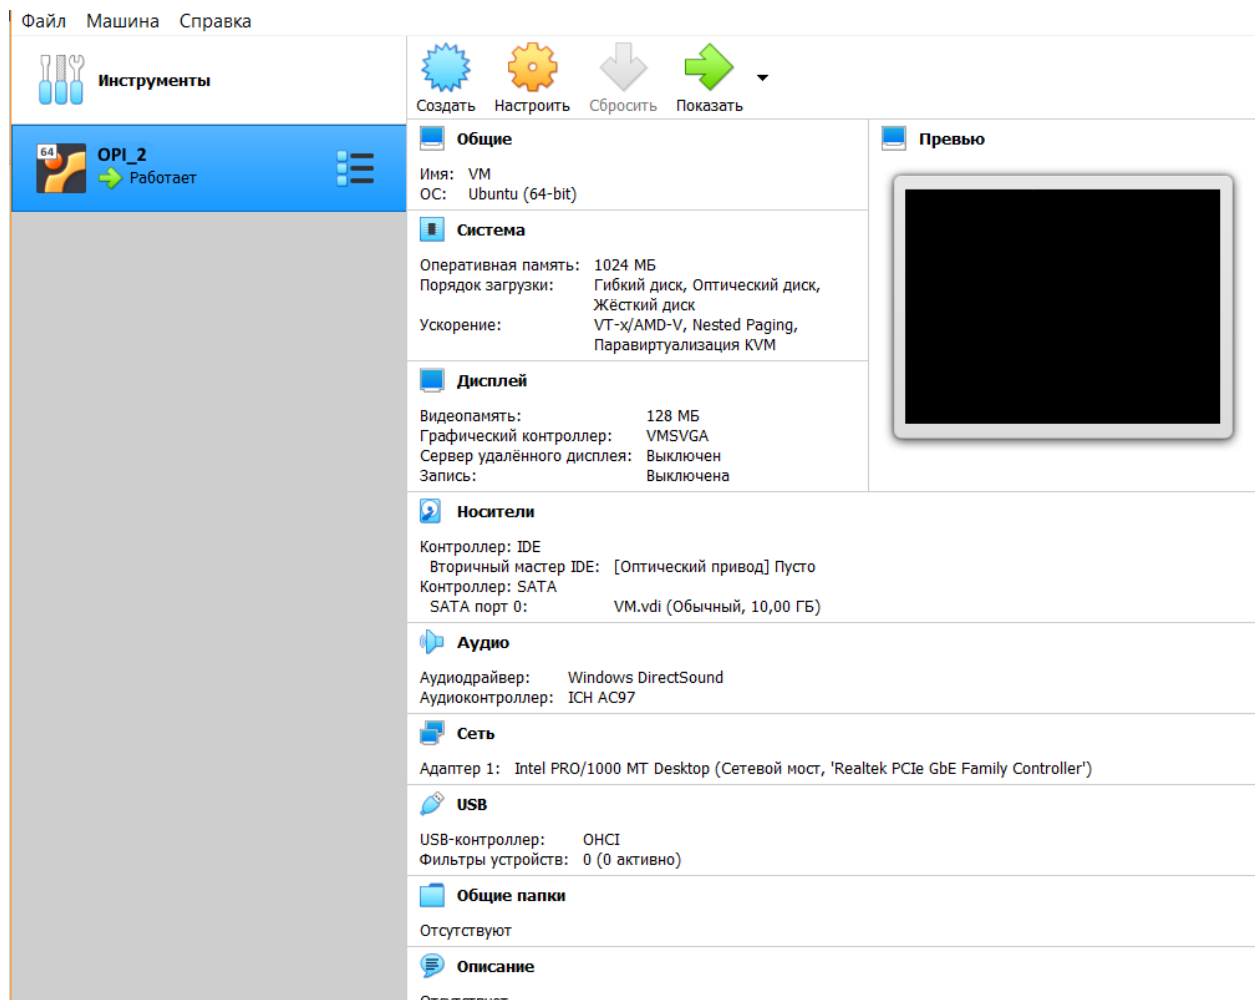 Файл Машина Справка
Инструменты
Создать Настроить Сбросить Показать
64
OPI_2
Работает
Общие
Имя: VM
ОС: Ubuntu (64-bit)
Превью
Система
Оперативная память: 1024 МБ
Порядок загрузки: Гибкий диск, Оптический диск,
Жёсткий диск
Ускорение: VT-x/AMD-V, Nested Paging,
Паравиртуализация KVM
Дисплей
Видеопамять: 128 МБ
Графический контроллер: VMSVGA
Сервер удалённого дисплея: Выключен
Запись: Выключена
Носители
Контроллер: IDE
Вторичный мастер IDE: [Оптический привод] Пусто
Контроллер: SATA
SATA порт 0: VM.vdi (Обычный, 10,00 ГБ)
Аудио
Аудиодрайвер: Windows DirectSound
Аудиоконтроллер: ICH AC97
Сеть
Адаптер 1: Intel PRO/1000 MT Desktop (Сетевой мост, 'Realtek PCIe GbE Family Controller')
USB
USB-контроллер: OHCI
Фильтры устройств: 0 (0 активно)
Общие папки
Отсутствуют
Описание
Отсутствует